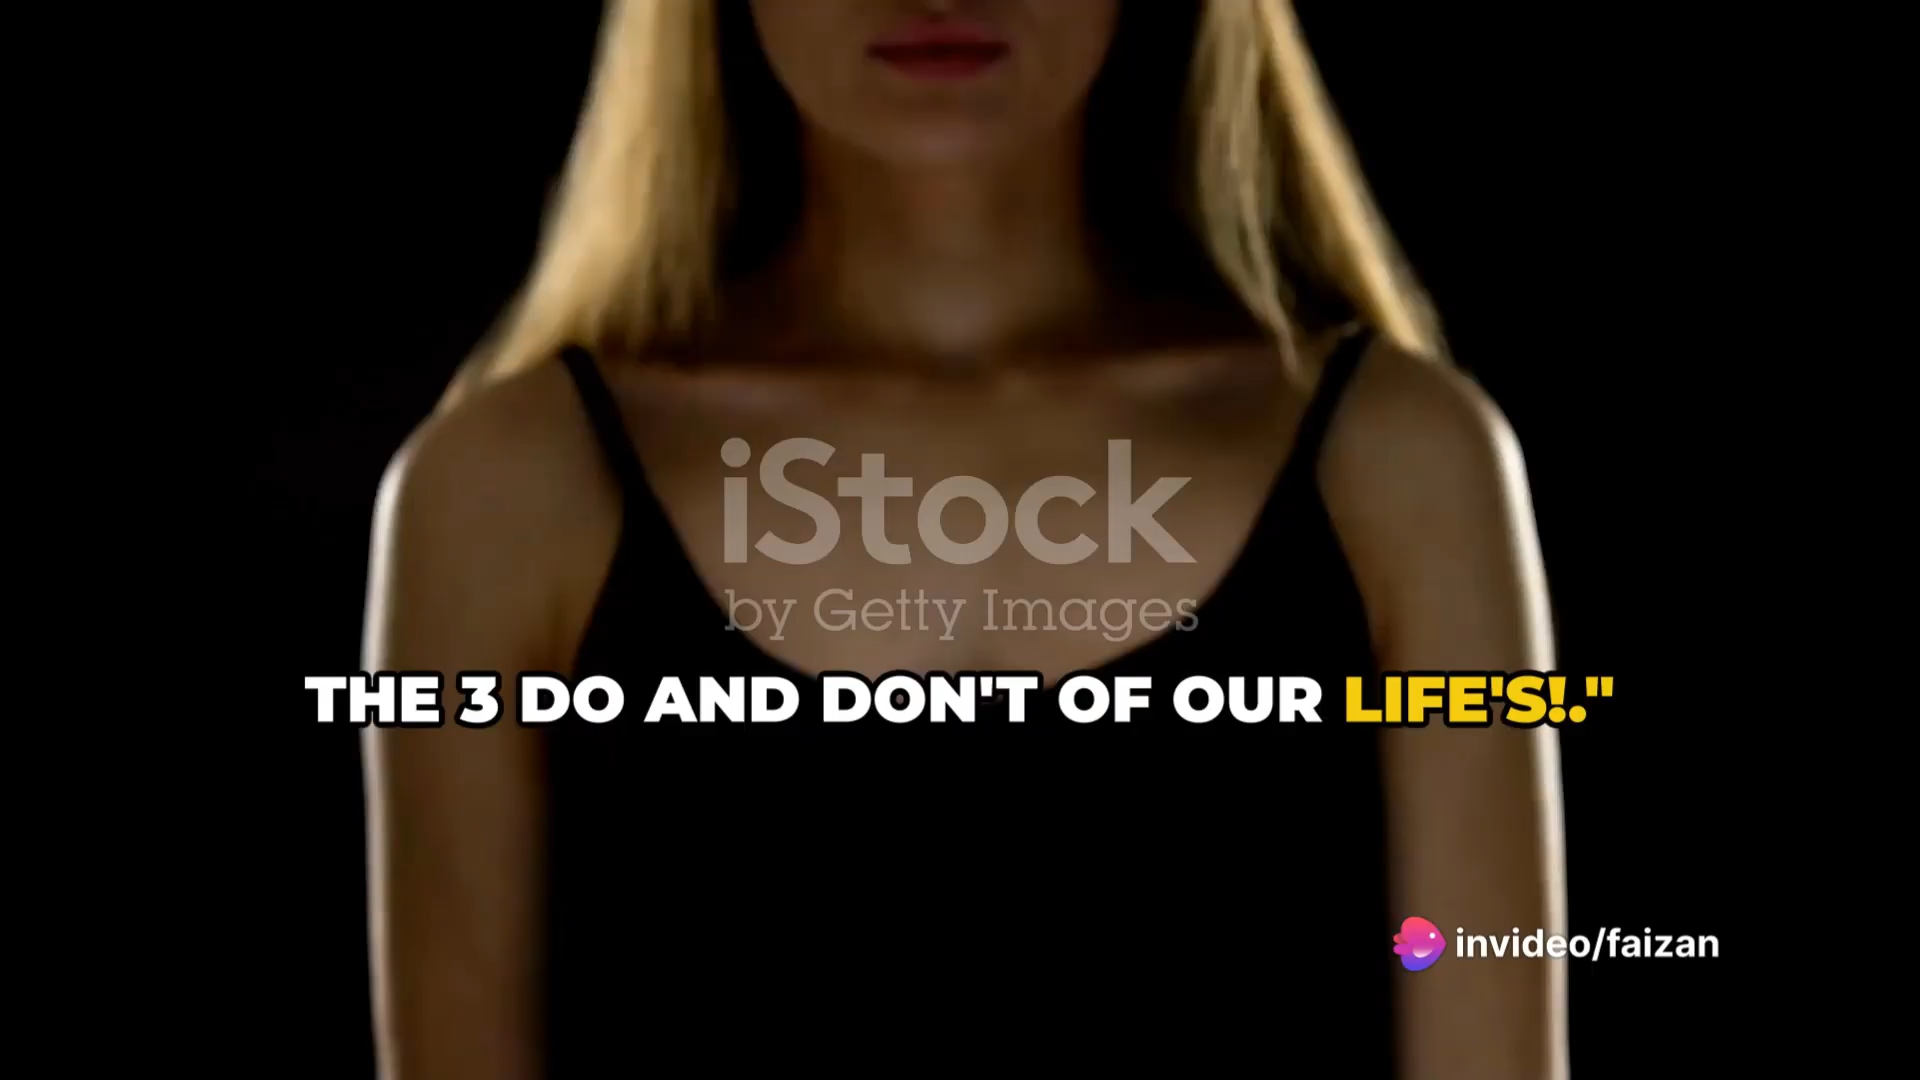 iStock
by Getty Images
THE 3 DO AND DON'T OF OUR LIFE'S!."
invideo/faizan